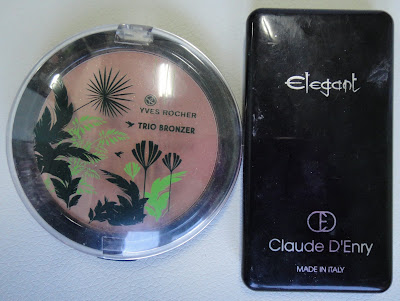 YVES ROCHER
TRIO BRONZER
Elegant
E
Claude D'Enry
MADE IN ITALY